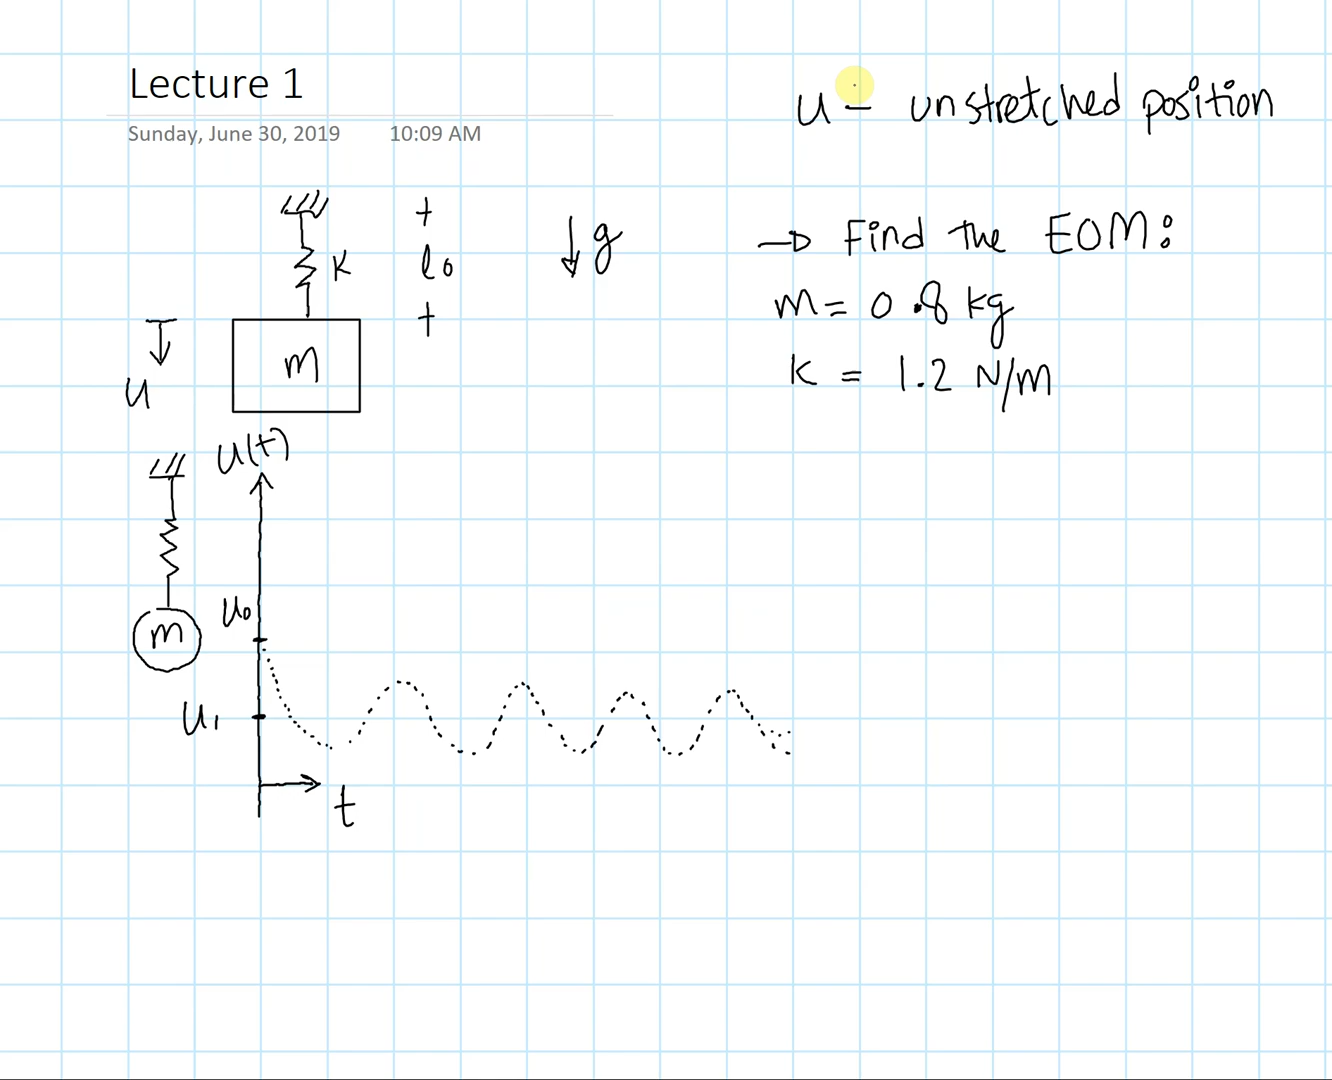 Lecture 1
Sunday, June 30, 2019 10:09 AM
u - unstretched position
K
l₀
↓g
→ Find the EOM:
m = 0.8 kg
K = 1.2 N/m
m
u
u(t)
u₀
m
u₁
t